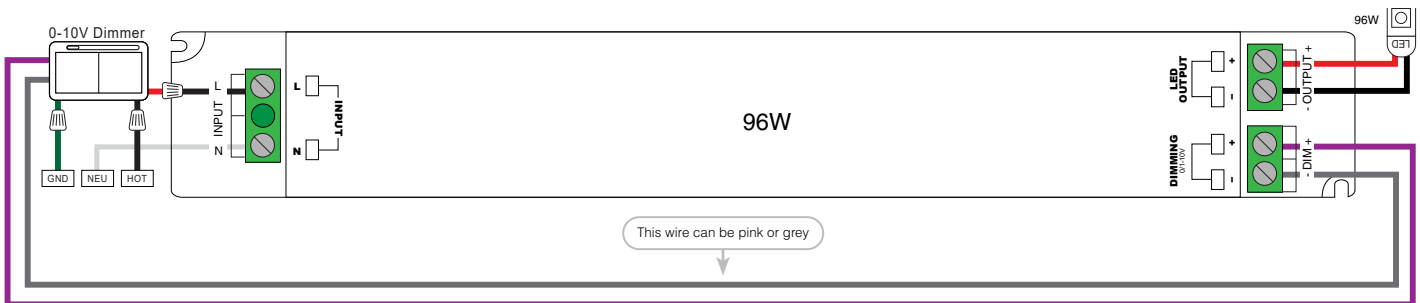 0-10V Dimmer
L
INPUT
N
GND
NEU
HOT
L
INPUT
N
96W
LED
OUTPUT
+
-
DIMMING
0/1-10V
+
-
- OUTPUT +
- DIM +
96W
LED
This wire can be pink or grey